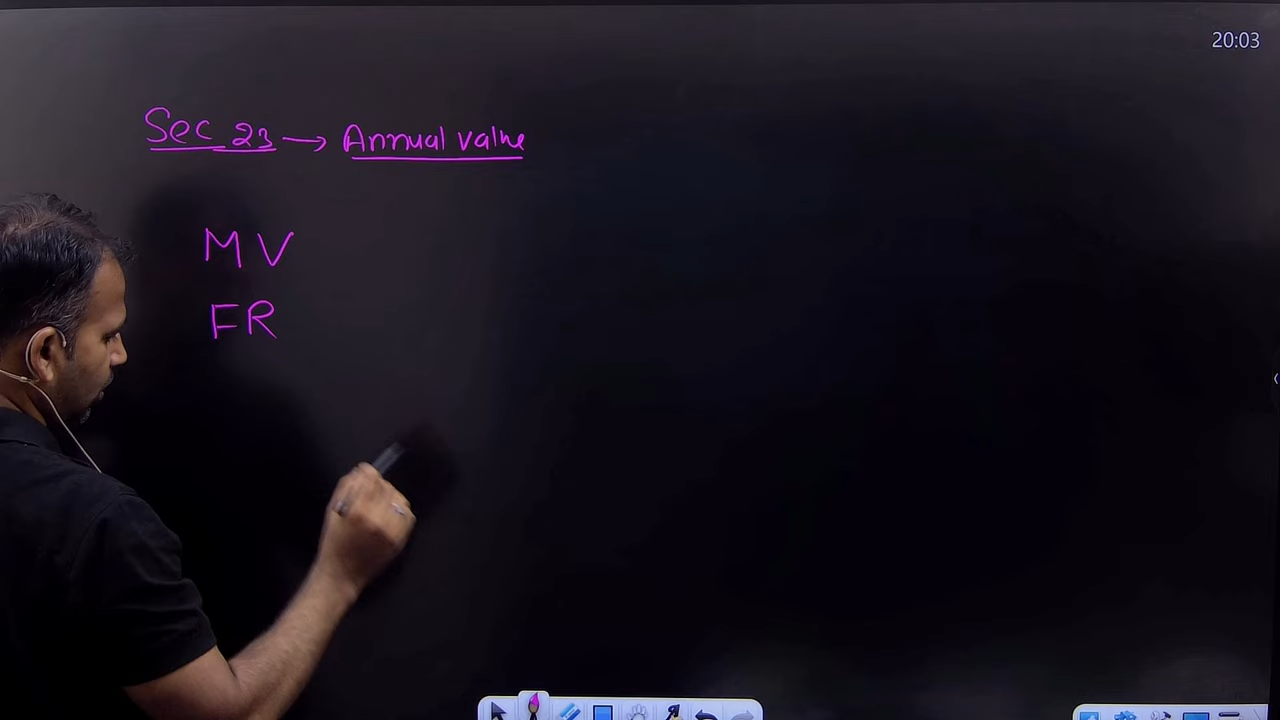 20:03
Sec 23 → Annual value
MV
FR